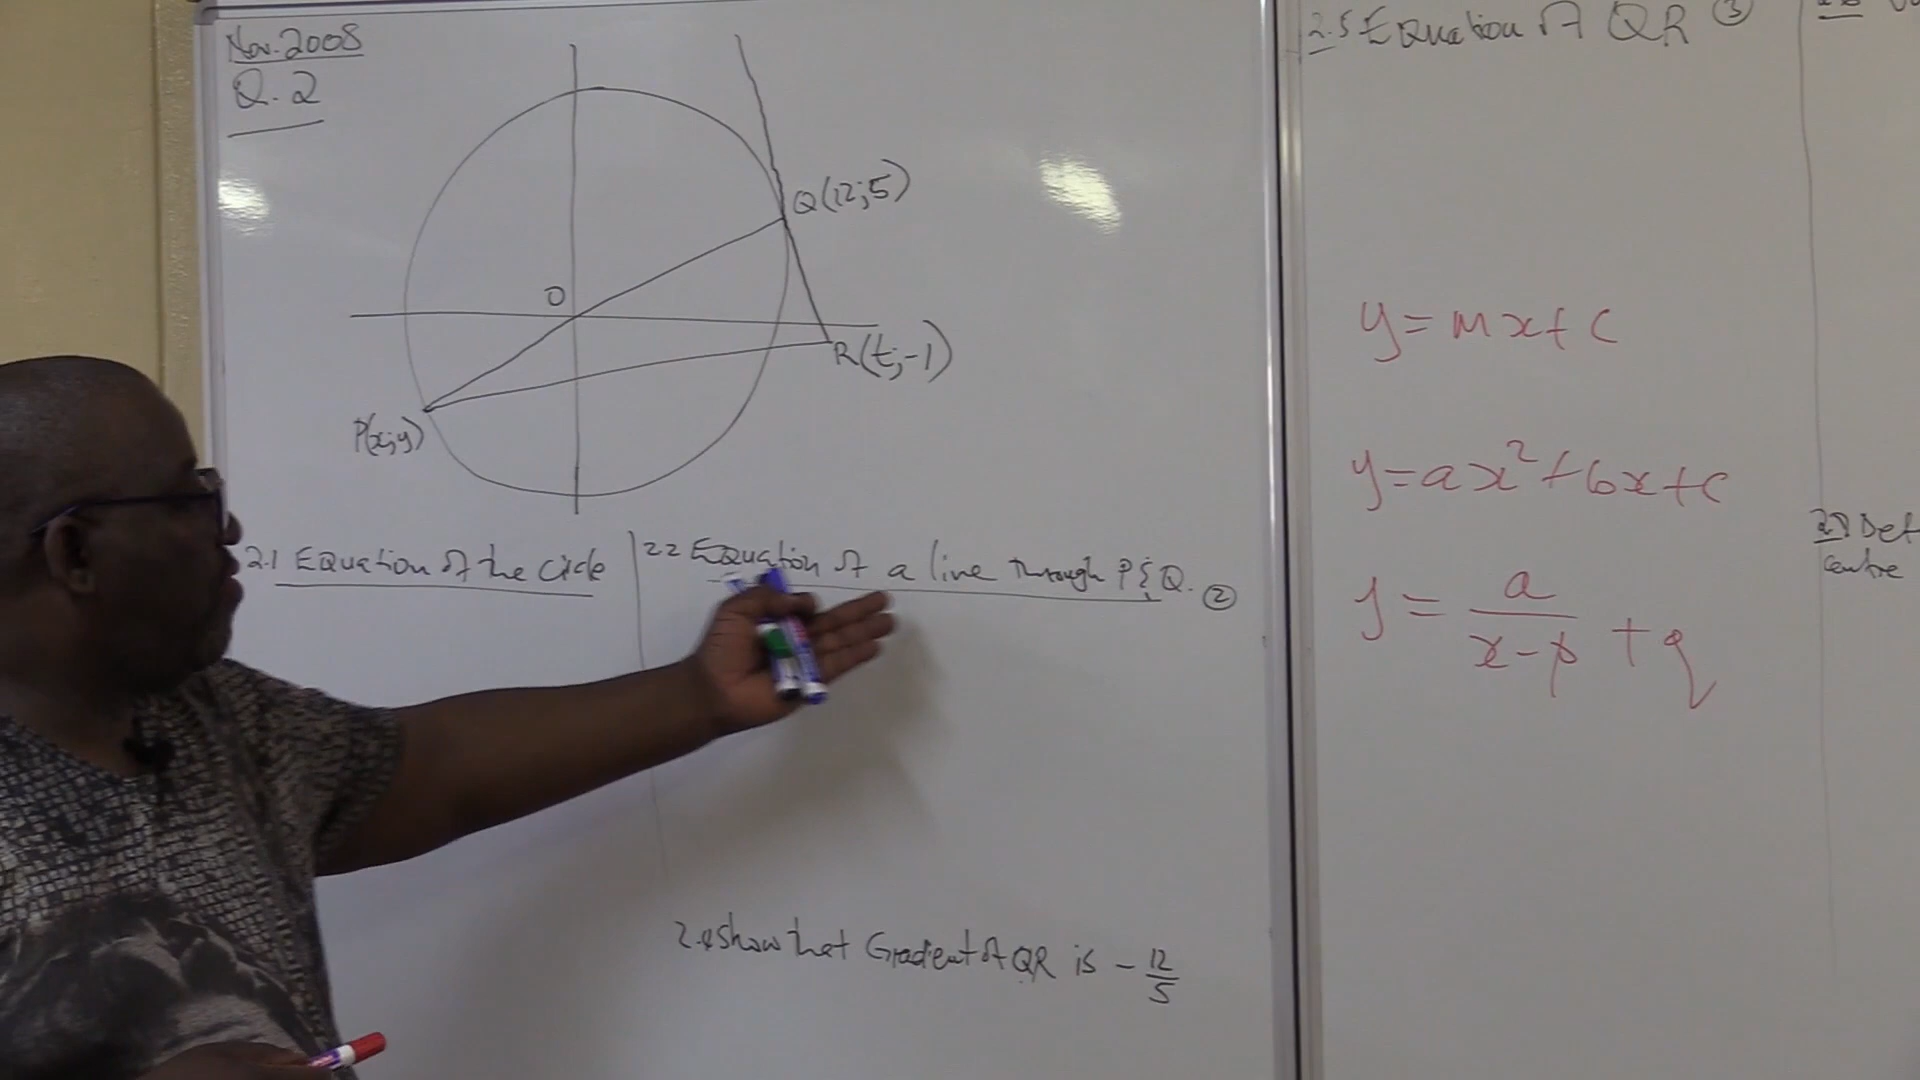 Nov. 2008
Q. 2
Q(12;5)
O
R(t;-1)
P(x;y)
2.1 Equation of the circle
2.2 Equation of a line through P & Q. (2)
2.4 Show that Gradient of QR is - 12/5
2.5 Equation of QR (3)
y = mx + c
y = ax² + bx + c
y = a/(x - p) + q
Det
centre